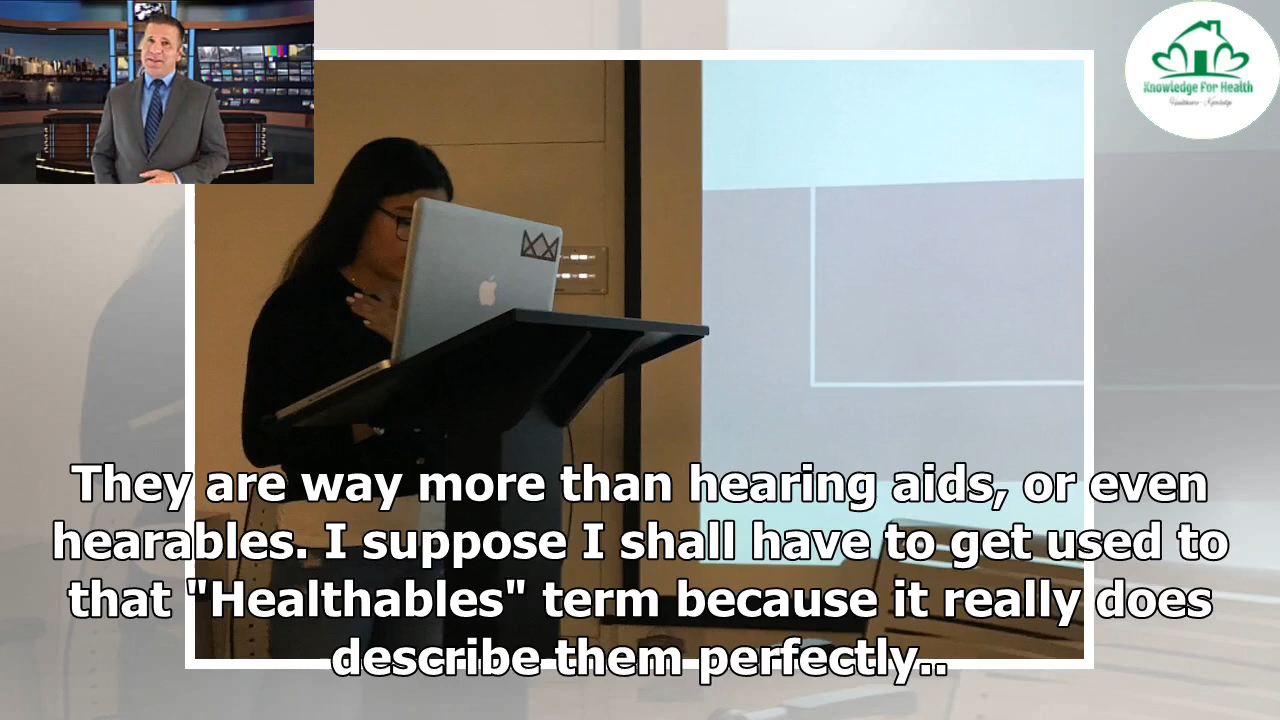 Knowledge For Health
They are way more than hearing aids, or even
hearables. I suppose I shall have to get used to
that "Healthables" term because it really does
describe them perfectly..